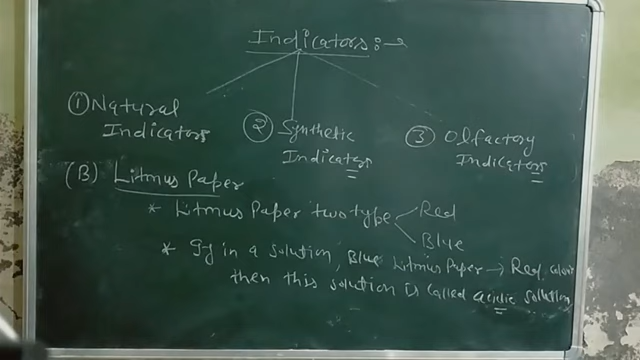 Indicators :→
① Natural Indicators
② Synthetic Indicators
③ Olfactory Indicators
(B) Litmus Paper
* Litmus Paper two type
Red
Blue
* If in a solution, Blue Litmus Paper → Red colour
then this solution is called acidic solution